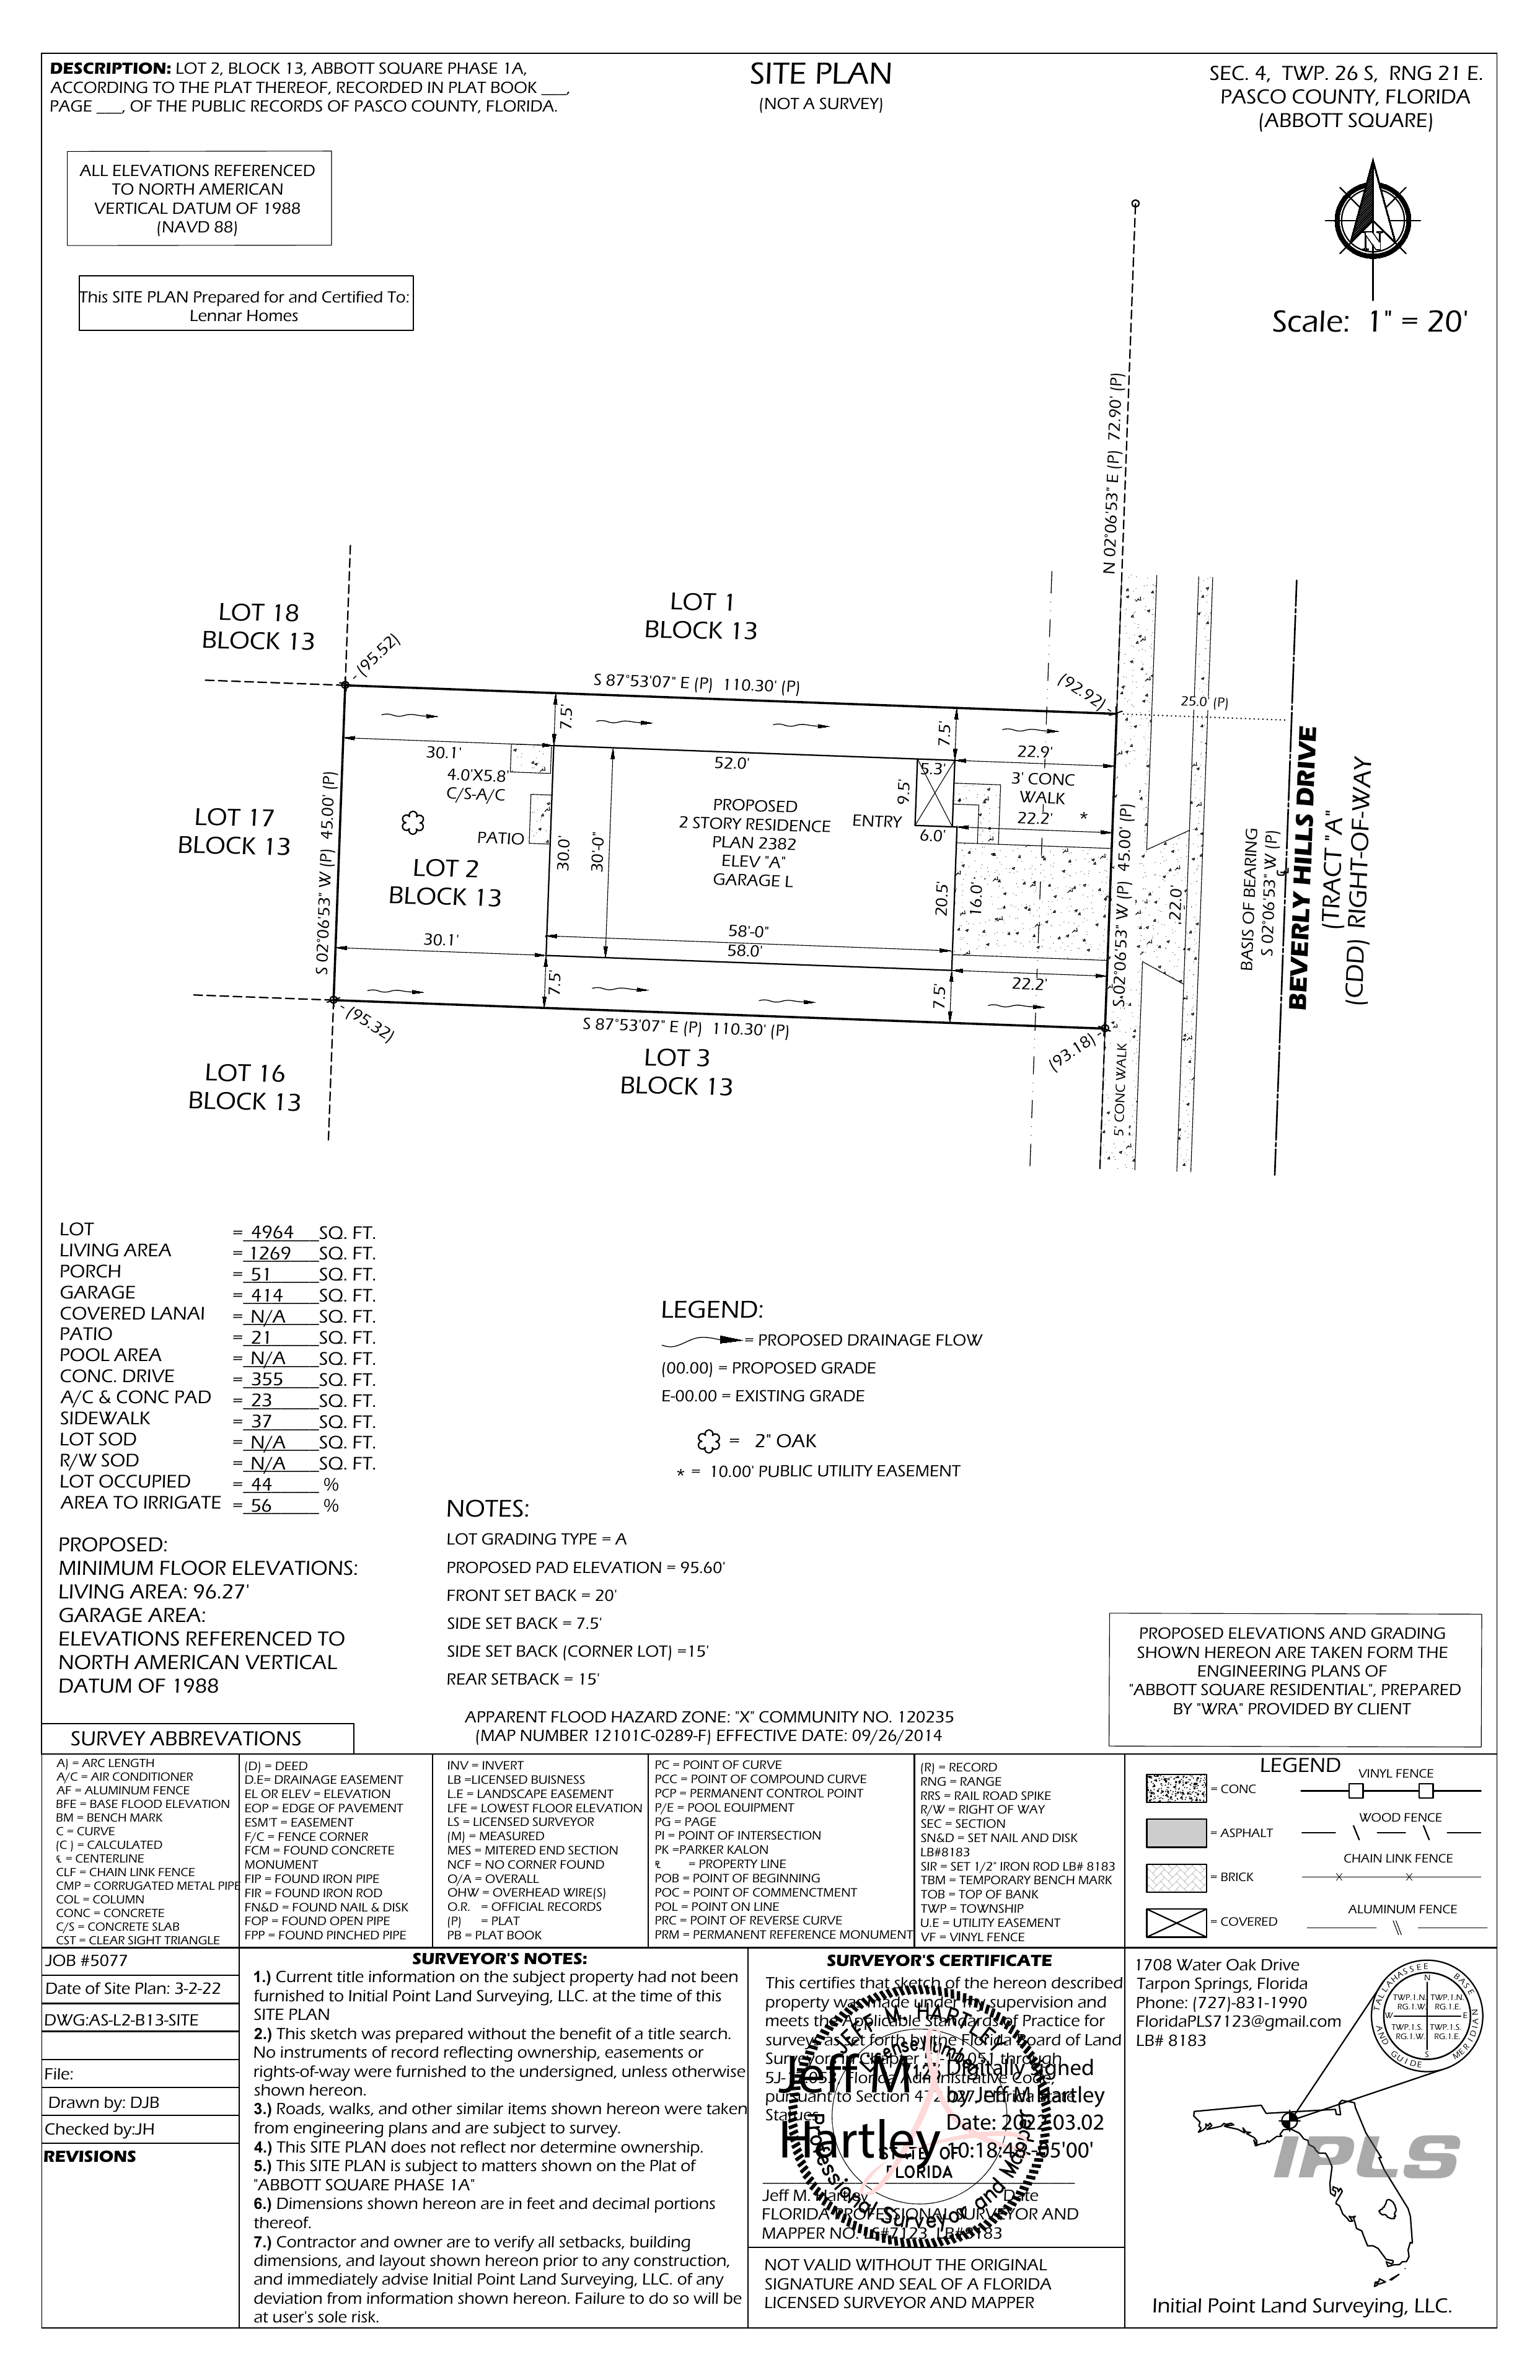 DESCRIPTION: LOT 2, BLOCK 13, ABBOTT SQUARE PHASE 1A,
ACCORDING TO THE PLAT THEREOF, RECORDED IN PLAT BOOK ___,
PAGE ___, OF THE PUBLIC RECORDS OF PASCO COUNTY, FLORIDA.
SITE PLAN
(NOT A SURVEY)
SEC. 4, TWP. 26 S, RNG 21 E.
PASCO COUNTY, FLORIDA
(ABBOTT SQUARE)
ALL ELEVATIONS REFERENCED
TO NORTH AMERICAN
VERTICAL DATUM OF 1988
(NAVD 88)
This SITE PLAN Prepared for and Certified To:
Lennar Homes
N
Scale: 1" = 20'
N 02°06'53" E (P) 72.90' (P)
LOT 18
BLOCK 13
LOT 1
BLOCK 13
(95.52)
S 87°53'07" E (P) 110.30' (P)
(92.92)
25.0' (P)
7.5'
7.5'
30.1'
52.0'
5.3'
22.9'
4.0'X5.8'
C/S-A/C
3' CONC
WALK
9.5'
22.2'
*
LOT 17
BLOCK 13
S 02°06'53" W (P) 45.00' (P)
PATIO
LOT 2
BLOCK 13
30.0'
30'-0"
PROPOSED
2 STORY RESIDENCE
PLAN 2382
ELEV "A"
GARAGE L
ENTRY
6.0'
20.5'
16.0'
S 02°06'53" W (P) 45.00' (P)
22.0'
BASIS OF BEARING
S 02°06'53" W (P)
BEVERLY HILLS DRIVE
(TRACT "A")
(CDD) RIGHT-OF-WAY
30.1'
58'-0"
58.0'
22.2'
7.5'
7.5'
(95.32)
S 87°53'07" E (P) 110.30' (P)
(93.18)
5' CONC WALK
LOT 16
BLOCK 13
LOT 3
BLOCK 13
LOT = 4964 SQ. FT.
LIVING AREA = 1269 SQ. FT.
PORCH = 51 SQ. FT.
GARAGE = 414 SQ. FT.
COVERED LANAI = N/A SQ. FT.
PATIO = 21 SQ. FT.
POOL AREA = N/A SQ. FT.
CONC. DRIVE = 355 SQ. FT.
A/C & CONC PAD = 23 SQ. FT.
SIDEWALK = 37 SQ. FT.
LOT SOD = N/A SQ. FT.
R/W SOD = N/A SQ. FT.
LOT OCCUPIED = 44 %
AREA TO IRRIGATE = 56 %
LEGEND:
= PROPOSED DRAINAGE FLOW
(00.00) = PROPOSED GRADE
E-00.00 = EXISTING GRADE
= 2" OAK
* = 10.00' PUBLIC UTILITY EASEMENT
PROPOSED:
MINIMUM FLOOR ELEVATIONS:
LIVING AREA: 96.27'
GARAGE AREA:
ELEVATIONS REFERENCED TO
NORTH AMERICAN VERTICAL
DATUM OF 1988
NOTES:
LOT GRADING TYPE = A
PROPOSED PAD ELEVATION = 95.60'
FRONT SET BACK = 20'
SIDE SET BACK = 7.5'
SIDE SET BACK (CORNER LOT) =15'
REAR SETBACK = 15'
PROPOSED ELEVATIONS AND GRADING
SHOWN HEREON ARE TAKEN FORM THE
ENGINEERING PLANS OF
"ABBOTT SQUARE RESIDENTIAL", PREPARED
BY "WRA" PROVIDED BY CLIENT
APPARENT FLOOD HAZARD ZONE: "X" COMMUNITY NO. 120235
(MAP NUMBER 12101C-0289-F) EFFECTIVE DATE: 09/26/2014
SURVEY ABBREVATIONS
A) = ARC LENGTH
A/C = AIR CONDITIONER
AF = ALUMINUM FENCE
BFE = BASE FLOOD ELEVATION
BM = BENCH MARK
C = CURVE
(C ) = CALCULATED
℄ = CENTERLINE
CLF = CHAIN LINK FENCE
CMP = CORRUGATED METAL PIPE
COL = COLUMN
CONC = CONCRETE
C/S = CONCRETE SLAB
CST = CLEAR SIGHT TRIANGLE
(D) = DEED
D.E= DRAINAGE EASEMENT
EL OR ELEV = ELEVATION
EOP = EDGE OF PAVEMENT
ESM'T = EASEMENT
F/C = FENCE CORNER
FCM = FOUND CONCRETE
MONUMENT
FIP = FOUND IRON PIPE
FIR = FOUND IRON ROD
FN&D = FOUND NAIL & DISK
FOP = FOUND OPEN PIPE
FPP = FOUND PINCHED PIPE
INV = INVERT
LB =LICENSED BUISNESS
L.E = LANDSCAPE EASEMENT
LFE = LOWEST FLOOR ELEVATION
LS = LICENSED SURVEYOR
(M) = MEASURED
MES = MITERED END SECTION
NCF = NO CORNER FOUND
O/A = OVERALL
OHW = OVERHEAD WIRE(S)
O.R. = OFFICIAL RECORDS
(P) = PLAT
PB = PLAT BOOK
PC = POINT OF CURVE
PCC = POINT OF COMPOUND CURVE
PCP = PERMANENT CONTROL POINT
P/E = POOL EQUIPMENT
PG = PAGE
PI = POINT OF INTERSECTION
PK =PARKER KALON
℄ = PROPERTY LINE
POB = POINT OF BEGINNING
POC = POINT OF COMMENCTMENT
POL = POINT ON LINE
PRC = POINT OF REVERSE CURVE
PRM = PERMANENT REFERENCE MONUMENT
(R) = RECORD
RNG = RANGE
RRS = RAIL ROAD SPIKE
R/W = RIGHT OF WAY
SEC = SECTION
SN&D = SET NAIL AND DISK
LB#8183
SIR = SET 1/2" IRON ROD LB# 8183
TBM = TEMPORARY BENCH MARK
TOB = TOP OF BANK
TWP = TOWNSHIP
U.E = UTILITY EASEMENT
VF = VINYL FENCE
LEGEND
= CONC
= ASPHALT
= BRICK
= COVERED
VINYL FENCE
WOOD FENCE
CHAIN LINK FENCE
ALUMINUM FENCE
JOB #5077
Date of Site Plan: 3-2-22
DWG:AS-L2-B13-SITE
File:
Drawn by: DJB
Checked by:JH
REVISIONS
SURVEYOR'S NOTES:
1.) Current title information on the subject property had not been
furnished to Initial Point Land Surveying, LLC. at the time of this
SITE PLAN
2.) This sketch was prepared without the benefit of a title search.
No instruments of record reflecting ownership, easements or
rights-of-way were furnished to the undersigned, unless otherwise
shown hereon.
3.) Roads, walks, and other similar items shown hereon were taken
from engineering plans and are subject to survey.
4.) This SITE PLAN does not reflect nor determine ownership.
5.) This SITE PLAN is subject to matters shown on the Plat of
"ABBOTT SQUARE PHASE 1A"
6.) Dimensions shown hereon are in feet and decimal portions
thereof.
7.) Contractor and owner are to verify all setbacks, building
dimensions, and layout shown hereon prior to any construction,
and immediately advise Initial Point Land Surveying, LLC. of any
deviation from information shown hereon. Failure to do so will be
at user's sole risk.
SURVEYOR'S CERTIFICATE
This certifies that sketch of the hereon described
property was made under my supervision and
meets the Applicable Standards of Practice for
surveys as set forth by the Florida Board of Land
Surveyors in Chapter through
Florida Administrative Code,
pursuant to Section Florida State
Statues.
JEFF M. HARTLEY
License Number
STATE OF
FLORIDA
Professional Surveyor and Mapper
Jeff M
Hartley
Digitally signed
by Jeff M Hartley
Date: 2022.03.02
10:18:48 -05'00'
Jeff M. Hartley Date
FLORIDA PROFESSIONAL SURVEYOR AND
MAPPER NO. LS#7123, LB#8183
NOT VALID WITHOUT THE ORIGINAL
SIGNATURE AND SEAL OF A FLORIDA
LICENSED SURVEYOR AND MAPPER
1708 Water Oak Drive
Tarpon Springs, Florida
Phone: (727)-831-1990
FloridaPLS7123@gmail.com
LB# 8183
TALLAHASSEE BASE
AND GUIDE MERIDIAN
N
W
E
S
TWP.1.N. TWP.1.N.
RG.1.W. RG.1.E.
TWP.1.S. TWP.1.S.
RG.1.W. RG.1.E.
IPLS
Initial Point Land Surveying, LLC.